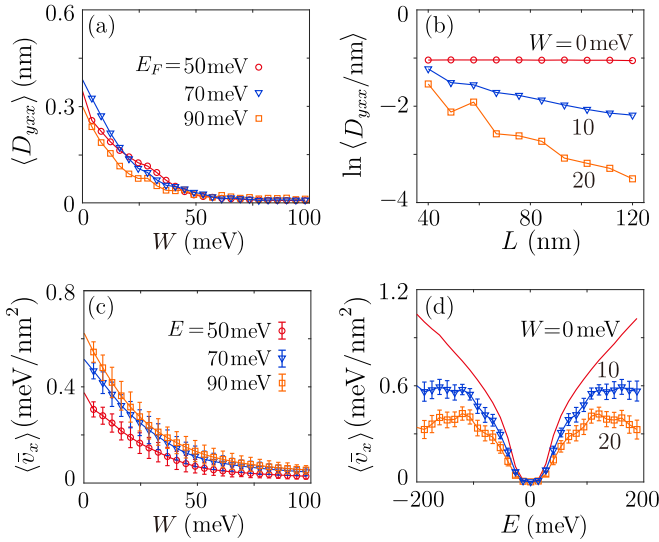 (a)
E_F = 50 meV
70 meV
90 meV
0.6
0.3
0
⟨D_yxx⟩ (nm)
0 50 100
W (meV)
(b)
W = 0 meV
10
20
0
−2
−4
ln ⟨D_yxx/nm⟩
40 80 120
L (nm)
(c)
E = 50 meV
70 meV
90 meV
0.8
0.4
0
⟨v̄_x⟩ (meV/nm²)
0 50 100
W (meV)
(d)
W = 0 meV
10
20
1.2
0.6
0
⟨v̄_x⟩ (meV/nm²)
−200 0 200
E (meV)